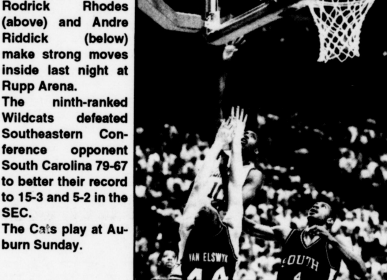 Rodrick Rhodes
(above) and Andre
Riddick (below)
make strong moves
inside last night at
Rupp Arena.
The ninth-ranked
Wildcats defeated
Southeastern Con-
ference opponent
South Carolina 79-67
to better their record
to 15-3 and 5-2 in the
SEC.
The Cats play at Au-
burn Sunday.
VAN ELSWYK
44
SOUTH
4